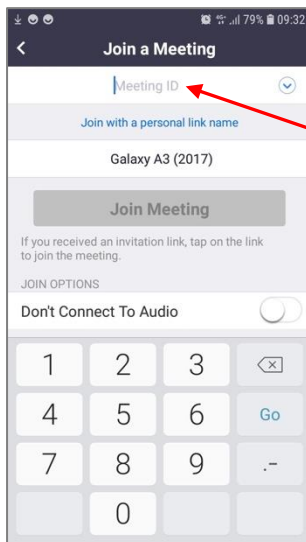 79% 09:32
Join a Meeting
Meeting ID
Join with a personal link name
Galaxy A3 (2017)
Join Meeting
If you received an invitation link, tap on the link
to join the meeting.
JOIN OPTIONS
Don't Connect To Audio
1 2 3
4 5 6 Go
7 8 9 .-
0